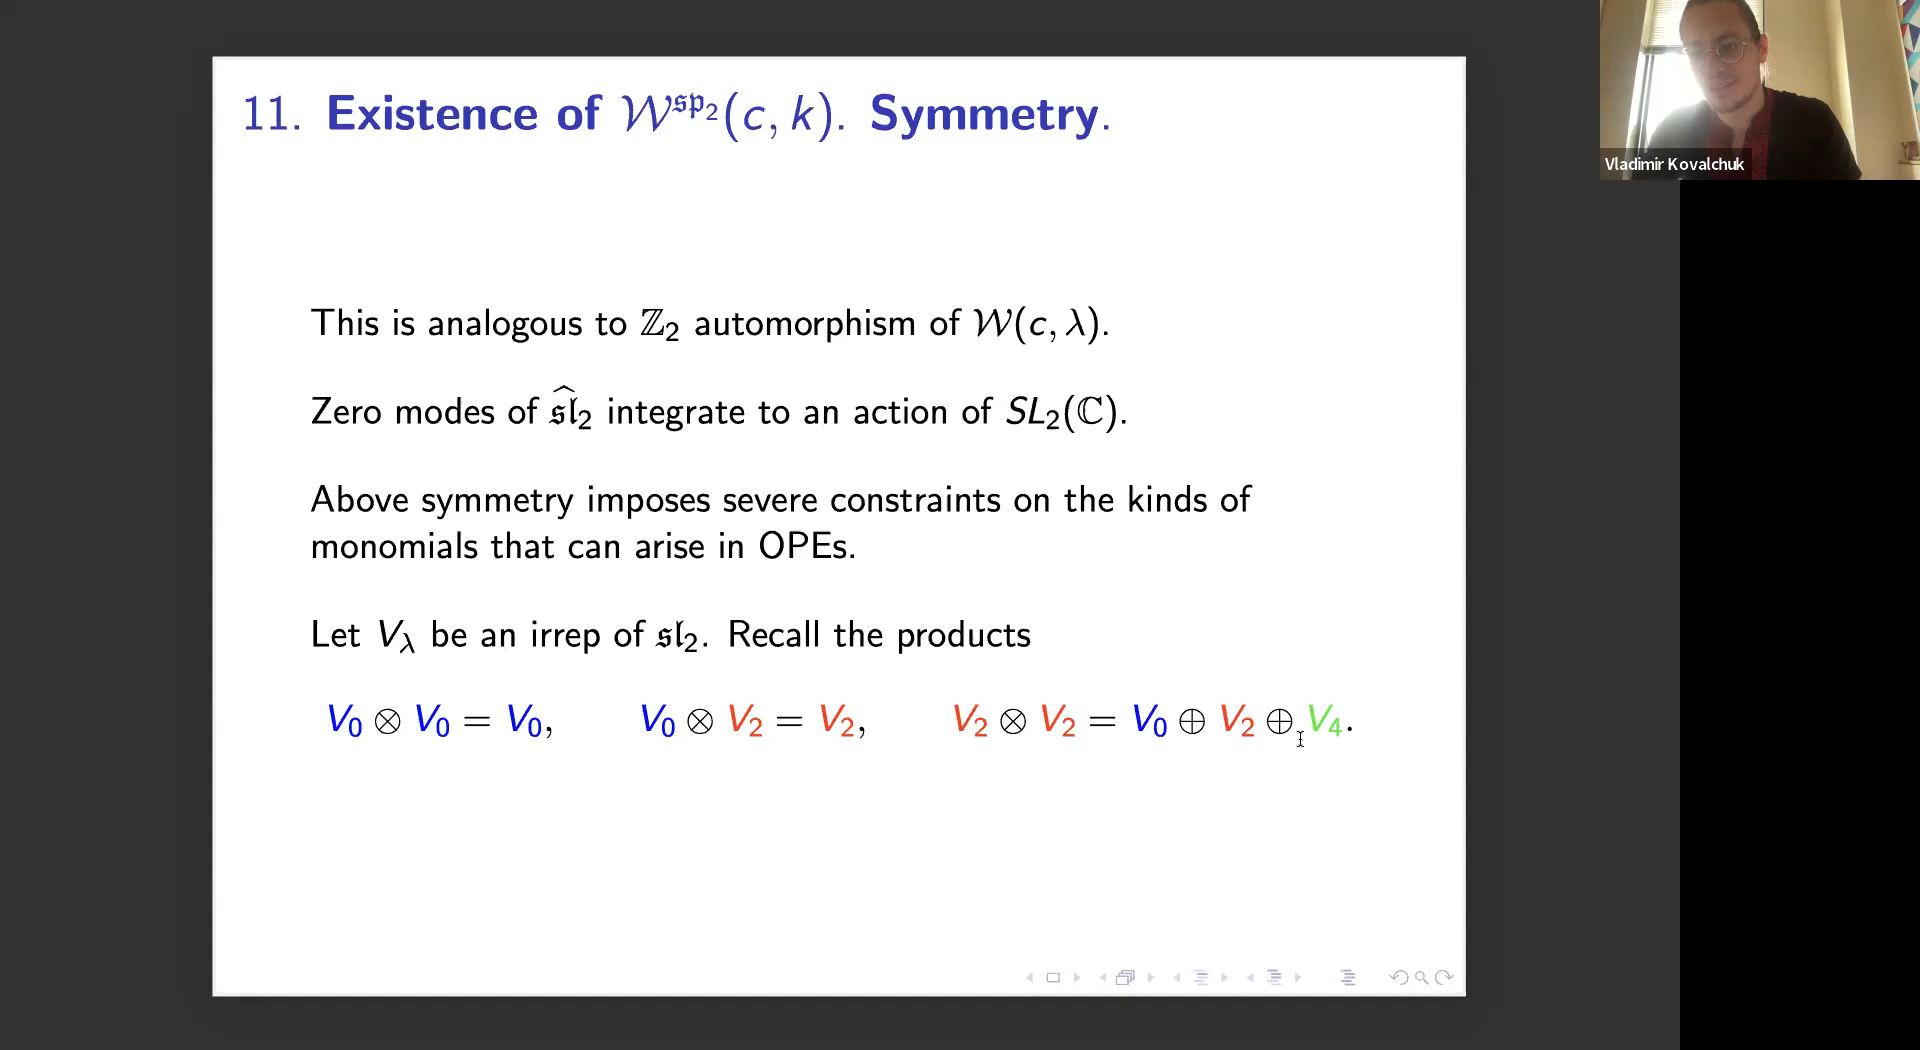 11. Existence of 𝒲^{𝔰𝔭₂}(c, k). Symmetry.
Vladimir Kovalchuk
This is analogous to ℤ₂ automorphism of 𝒲(c, λ).
Zero modes of \widehat{𝔰𝔩}₂ integrate to an action of SL₂(ℂ).
Above symmetry imposes severe constraints on the kinds of
monomials that can arise in OPEs.
Let V_λ be an irrep of 𝔰𝔩₂. Recall the products
V₀ ⊗ V₀ = V₀, V₀ ⊗ V₂ = V₂, V₂ ⊗ V₂ = V₀ ⊕ V₂ ⊕ V₄.